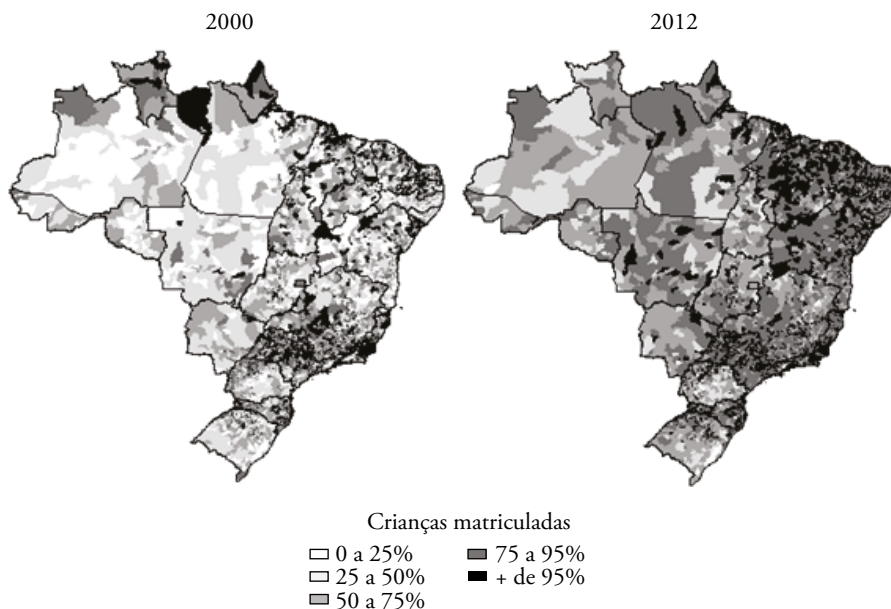 2000
2012
Crianças matriculadas
0 a 25%
25 a 50%
50 a 75%
75 a 95%
+ de 95%